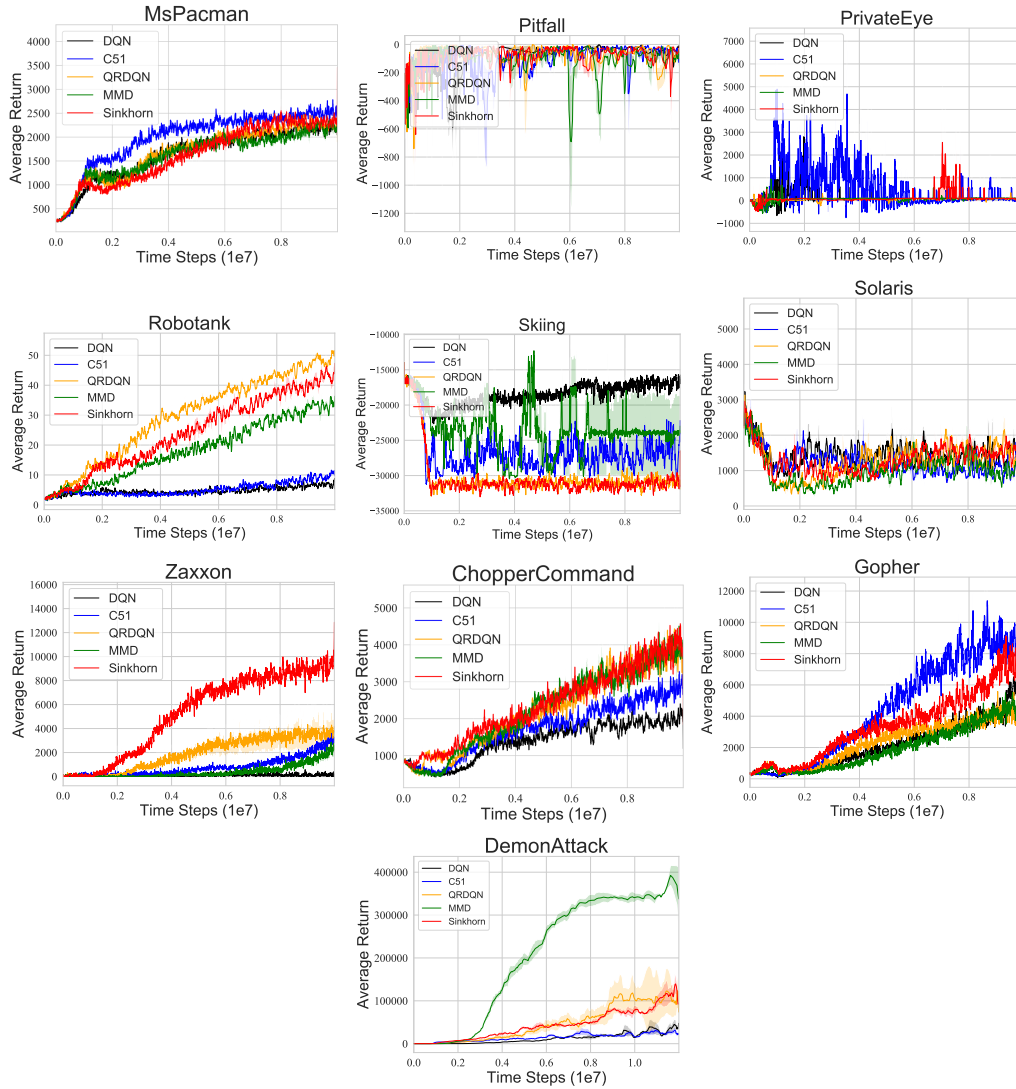 MsPacman
4000
3500
3000
2500
2000
1500
1000
500
Average Return
DQN
C51
QRDQN
MMD
Sinkhorn
0.0 0.2 0.4 0.6 0.8
Time Steps (1e7)
Pitfall
0
−200
−400
−600
−800
−1000
−1200
Average Return
DQN
C51
QRDQN
MMD
Sinkhorn
0.0 0.2 0.4 0.6 0.8
Time Steps (1e7)
PrivateEye
7000
6000
5000
4000
3000
2000
1000
0
−1000
Average Return
DQN
C51
QRDQN
MMD
Sinkhorn
0.0 0.2 0.4 0.6 0.8
Time Steps (1e7)
Robotank
50
40
30
20
10
0
Average Return
DQN
C51
QRDQN
MMD
Sinkhorn
0.0 0.2 0.4 0.6 0.8
Time Steps (1e7)
Skiing
−10000
−15000
−20000
−25000
−30000
−35000
Average Return
DQN
C51
QRDQN
MMD
Sinkhorn
0.0 0.2 0.4 0.6 0.8
Time Steps (1e7)
Solaris
5000
4000
3000
2000
1000
0
Average Return
DQN
C51
QRDQN
MMD
Sinkhorn
0.0 0.2 0.4 0.6 0.8
Time Steps (1e7)
Zaxxon
16000
14000
12000
10000
8000
6000
4000
2000
0
Average Return
DQN
C51
QRDQN
MMD
Sinkhorn
0.0 0.2 0.4 0.6 0.8
Time Steps (1e7)
ChopperCommand
5000
4000
3000
2000
1000
0
Average Return
DQN
C51
QRDQN
MMD
Sinkhorn
0.0 0.2 0.4 0.6 0.8
Time Steps (1e7)
Gopher
12000
10000
8000
6000
4000
2000
0
Average Return
DQN
C51
QRDQN
MMD
Sinkhorn
0.0 0.2 0.4 0.6 0.8
Time Steps (1e7)
DemonAttack
400000
300000
200000
100000
0
Average Return
DQN
C51
QRDQN
MMD
Sinkhorn
0.0 0.2 0.4 0.6 0.8 1.0
Time Steps (1e7)